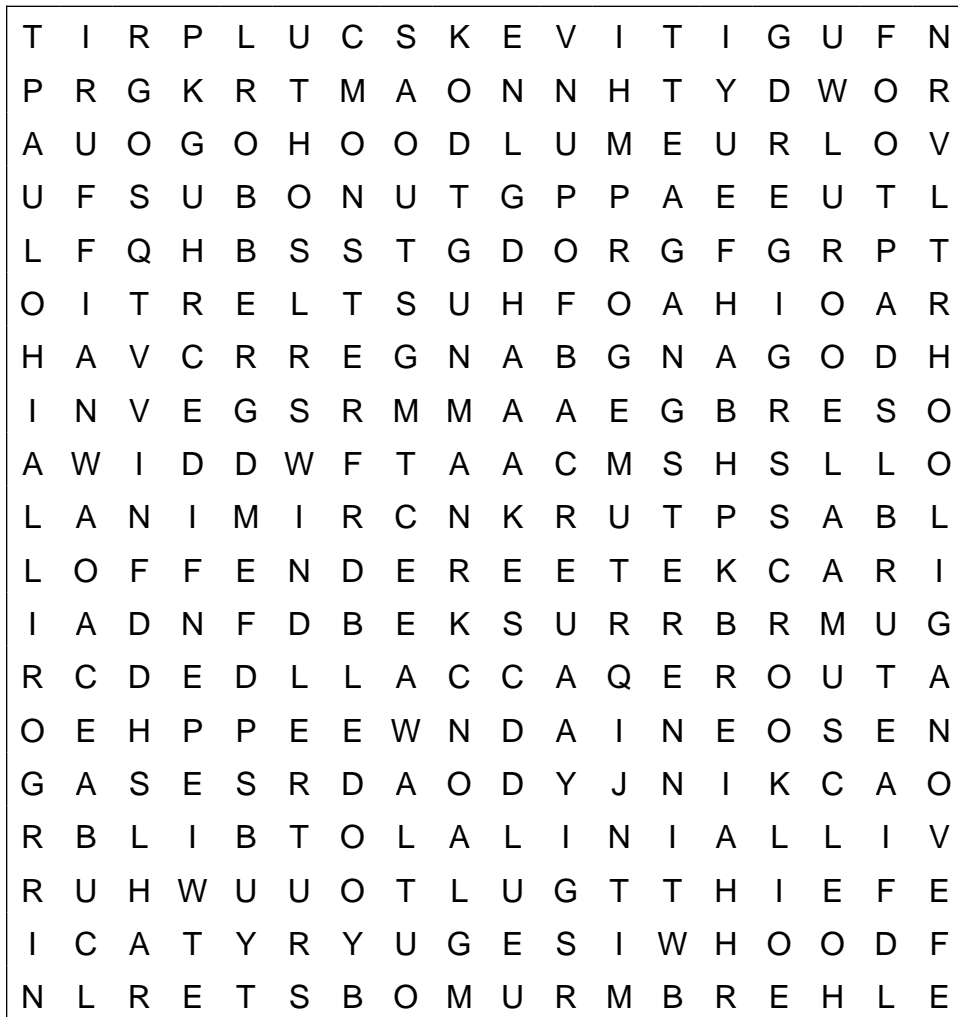 T I R P L U C S K E V I T I G U F N
P R G K R T M A O N N H T Y D W O R
A U O G O H O O D L U M E U R L O V
U F S U B O N U T G P P A E E U T L
L F Q H B S S T G D O R G F G R P T
O I T R E L T S U H F O A H I O A R
H A V C R R E G N A B G N A G O D H
I N V E G S R M M A A E G B R E S O
A W I D D W F T A A C M S H S L L O
L A N I M I R C N K R U T P S A B L
L O F F E N D E R E E T E K C A R I
I A D N F D B E K S U R R B R M U G
R C D E D L L A C C A Q E R O U T A
O E H P P E E W N D A I N E O S E N
G A S E S R D A O D Y J N I K C A O
R B L I B T O L A L I N I A L L I V
R U H W U U O T L U G T T H I E F E
I C A T Y R Y U G E S I W H O O D F
N L R E T S B O M U R M B R E H L E